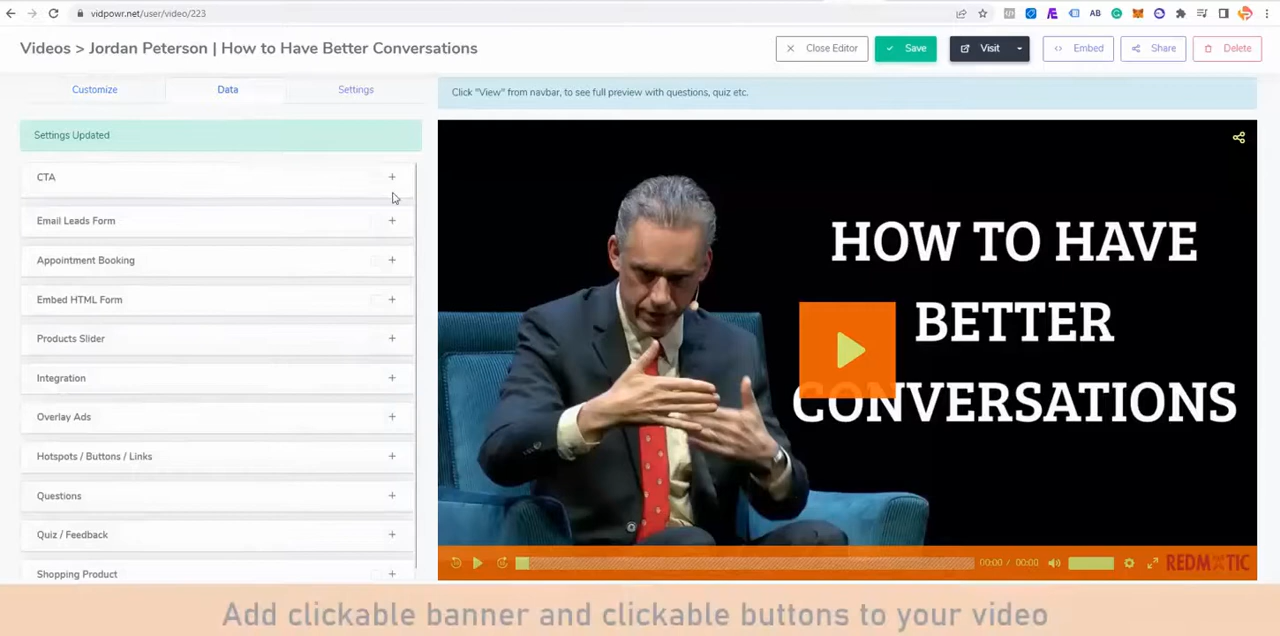 vidpowr.net/user/video/223
AB
Videos > Jordan Peterson | How to Have Better Conversations
Close Editor
Save
Visit
Embed
Share
Delete
Customize
Data
Settings
Click "View" from navbar, to see full preview with questions, quiz etc.
Settings Updated
CTA
Email Leads Form
Appointment Booking
Embed HTML Form
Products Slider
Integration
Overlay Ads
Hotspots / Buttons / Links
Questions
Quiz / Feedback
Shopping Product
HOW TO HAVE
BETTER
CONVERSATIONS
00:00 / 00:00
REDMATIC
Add clickable banner and clickable buttons to your video